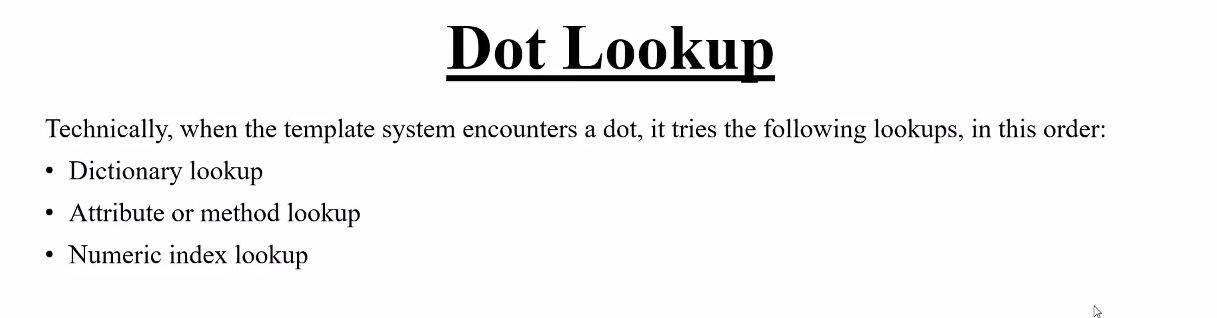 Dot Lookup
Technically, when the template system encounters a dot, it tries the following lookups, in this order:
• Dictionary lookup
• Attribute or method lookup
• Numeric index lookup